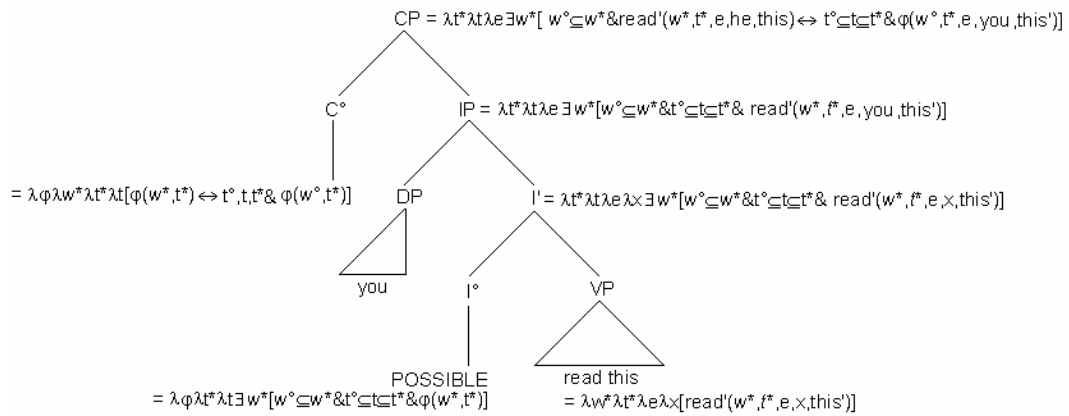 CP = λt*λtλe∃w*[ w°⊆w*&read'(w*,t*,e,he,this)↔ t°⊆t⊆t*&φ(w°,t*,e,you,this')]
C° IP = λt*λtλe∃w*[w°⊆w*&t°⊆t⊆t*& read'(w*,t*,e,you,this')]
= λφλw*λt*λt[φ(w*,t*)↔t°,t,t*& φ(w°,t*)] DP I' = λt*λtλeλx∃w*[w°⊆w*&t°⊆t⊆t*& read'(w*,t*,e,x,this')]
you I° VP
POSSIBLE read this
= λφλt*λt∃w*[w°⊆w*&t°⊆t⊆t*&φ(w*,t*)] = λw*λt*λeλx[read'(w*,t*,e,x,this')]